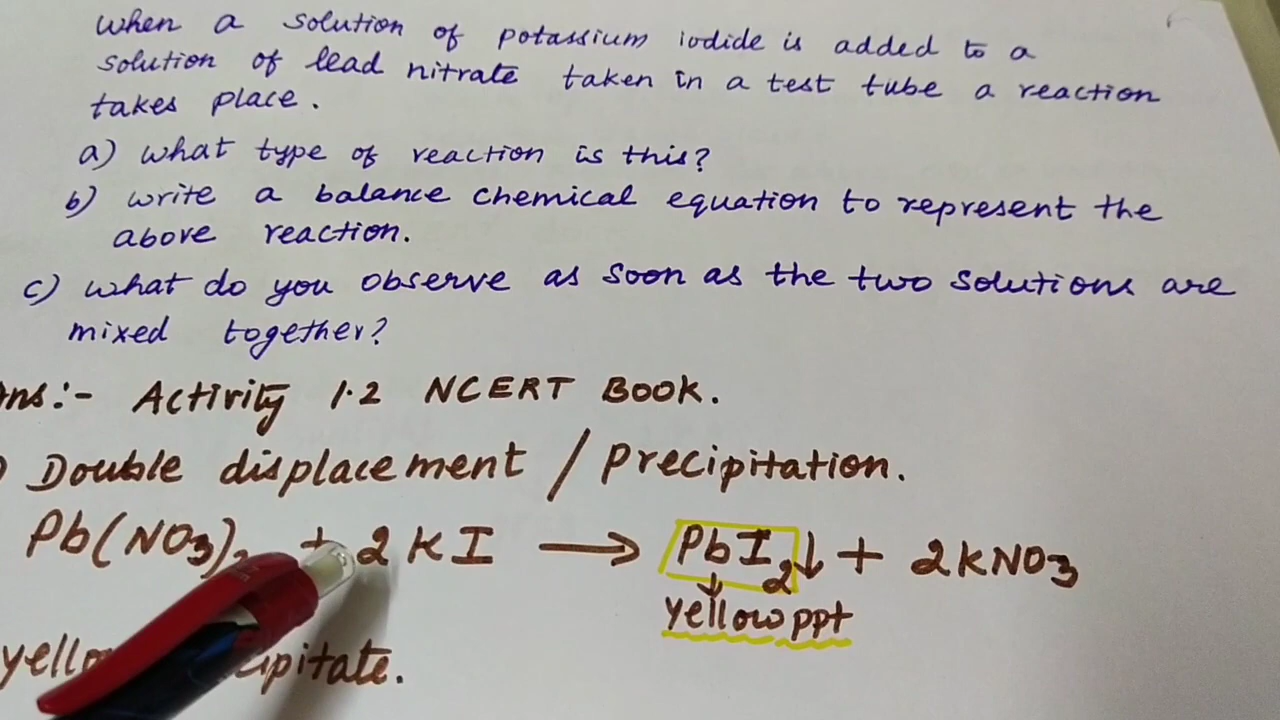 when a solution of potassium iodide is added to a
solution of lead nitrate taken in a test tube a reaction
takes place.
a) what type of reaction is this?
b) write a balance chemical equation to represent the
above reaction.
c) what do you observe as soon as the two solutions are
mixed together?
Ans:- Activity 1.2 NCERT BOOK.
) Double displacement / precipitation.
Pb(NO3)2 + 2KI → PbI2↓ + 2KNO3
↓
yellow ppt